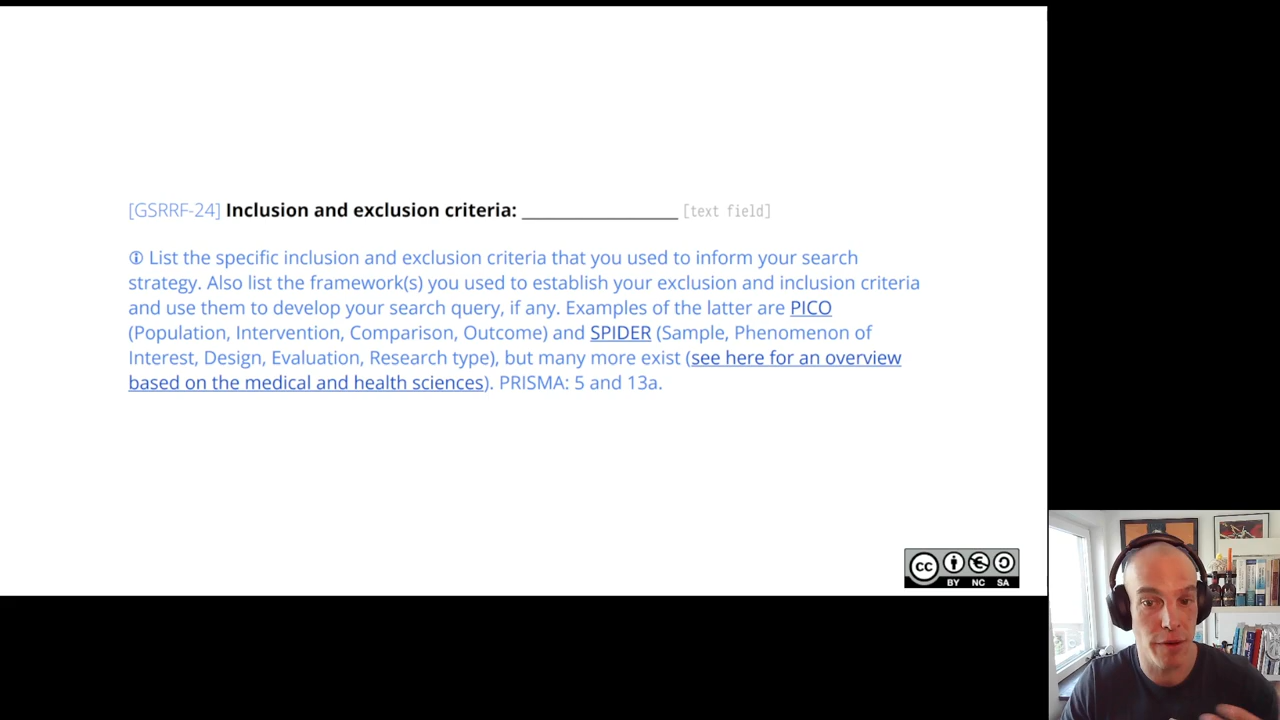 [GSRRF-24] Inclusion and exclusion criteria: __________________ [text field]
🛈 List the specific inclusion and exclusion criteria that you used to inform your search
strategy. Also list the framework(s) you used to establish your exclusion and inclusion criteria
and use them to develop your search query, if any. Examples of the latter are PICO
(Population, Intervention, Comparison, Outcome) and SPIDER (Sample, Phenomenon of
Interest, Design, Evaluation, Research type), but many more exist (see here for an overview
based on the medical and health sciences). PRISMA: 5 and 13a.
cc
BY NC SA